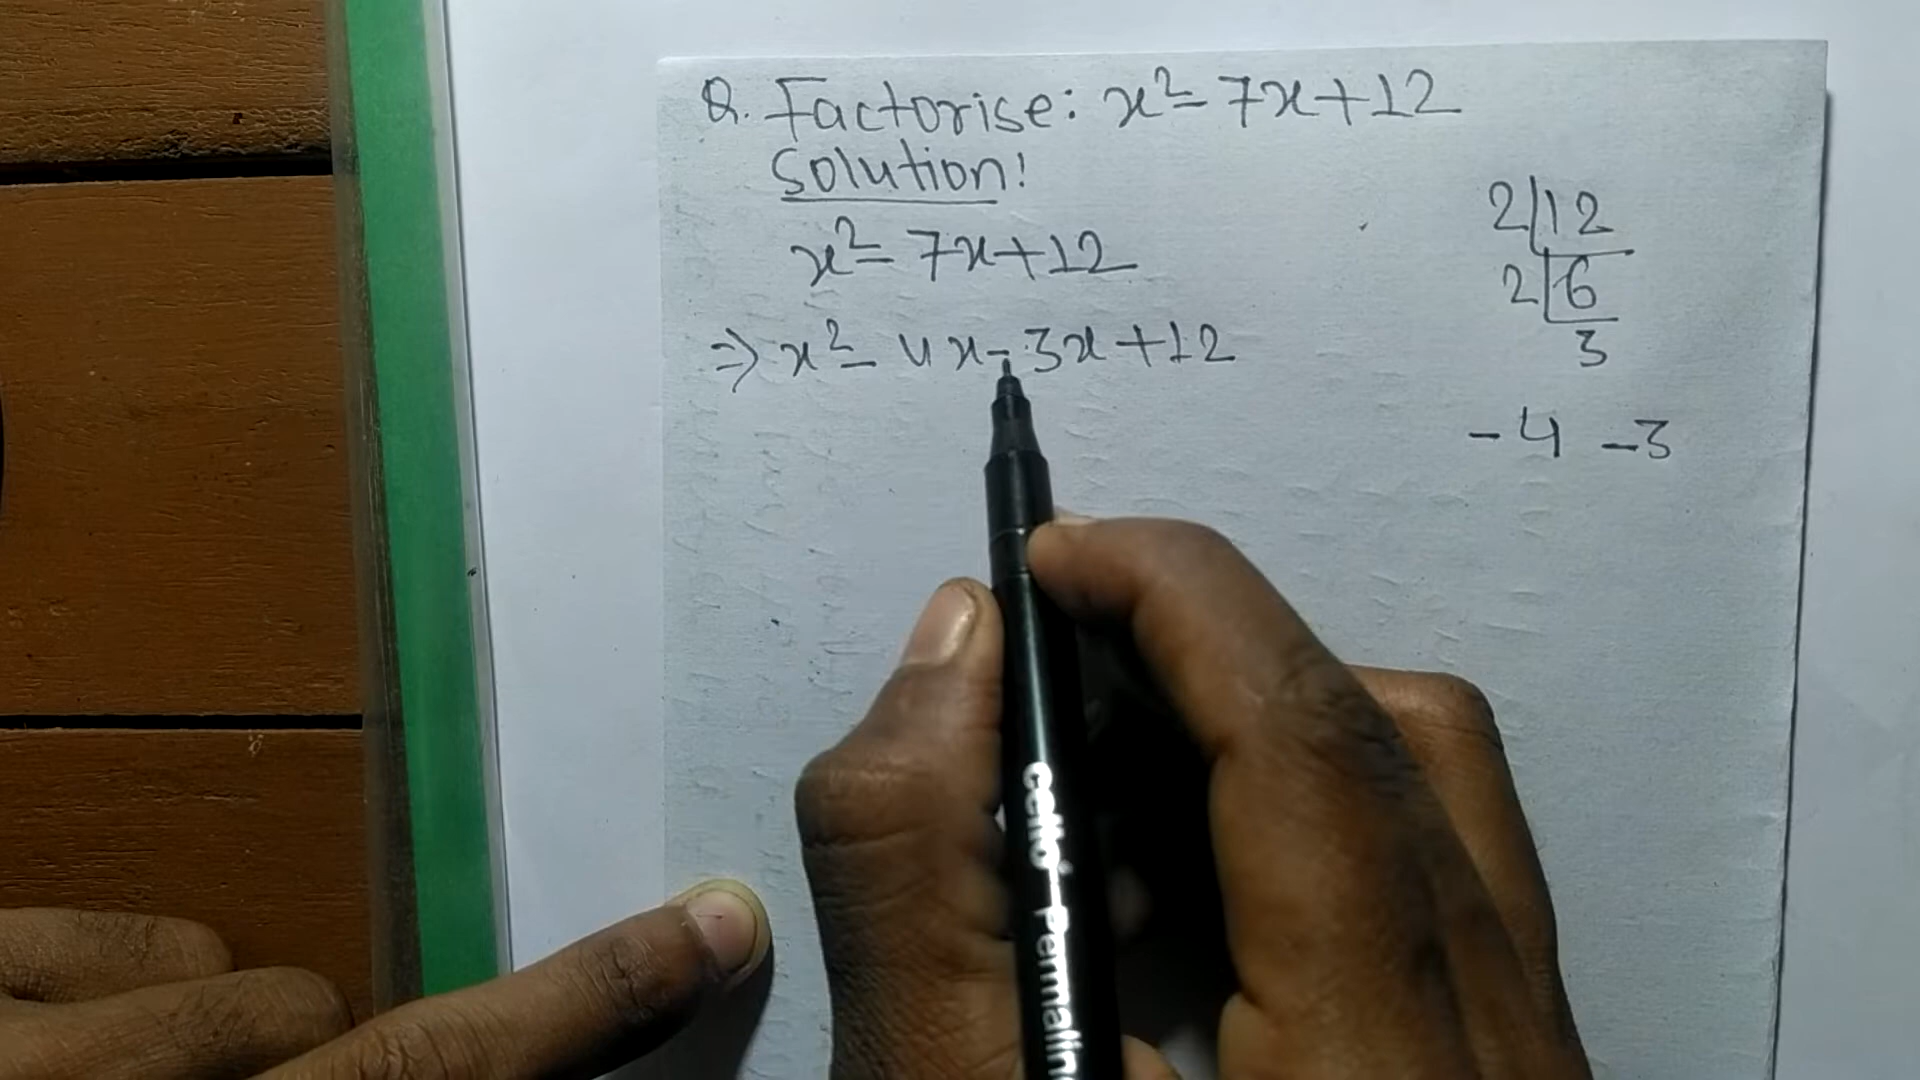 Q. Factorise: x² - 7x + 12
Solution:
x² - 7x + 12
⇒ x² - 4x - 3x + 12
2 | 12
2 | 6
3
-4 -3
cello Permaline